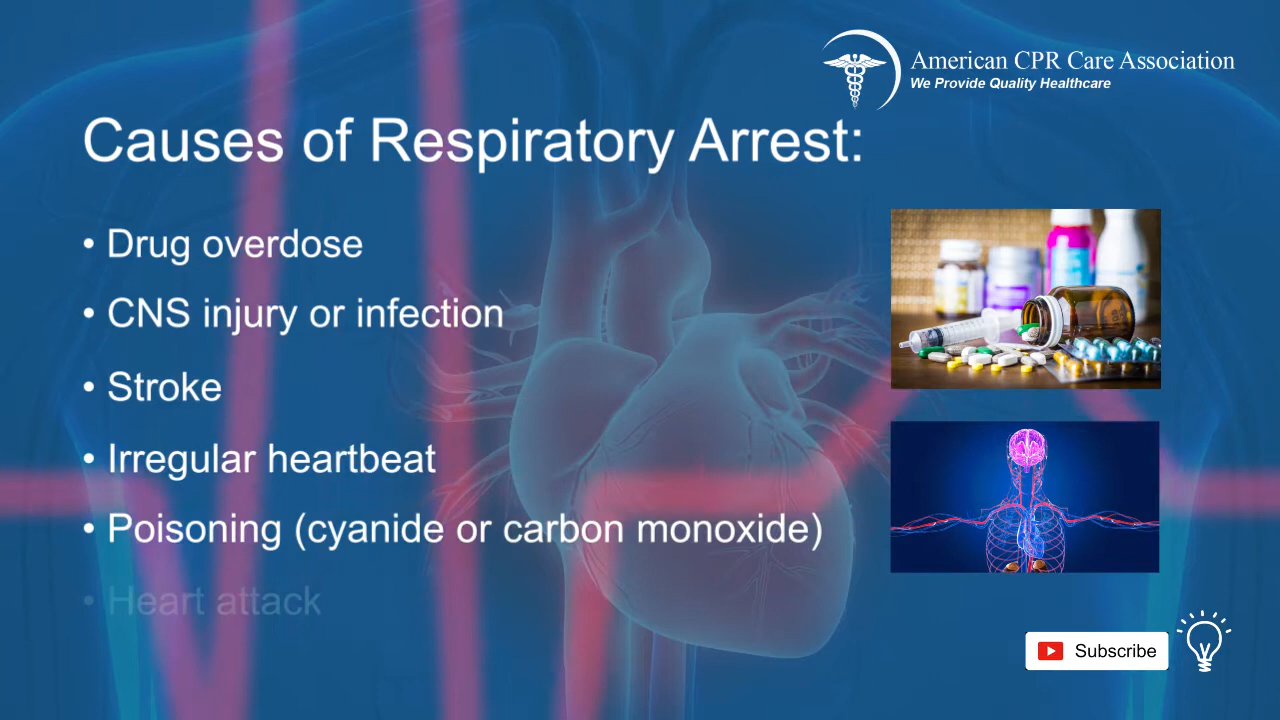 American CPR Care Association
We Provide Quality Healthcare
Causes of Respiratory Arrest:
• Drug overdose
• CNS injury or infection
• Stroke
• Irregular heartbeat
• Poisoning (cyanide or carbon monoxide)
• Heart attack
Subscribe